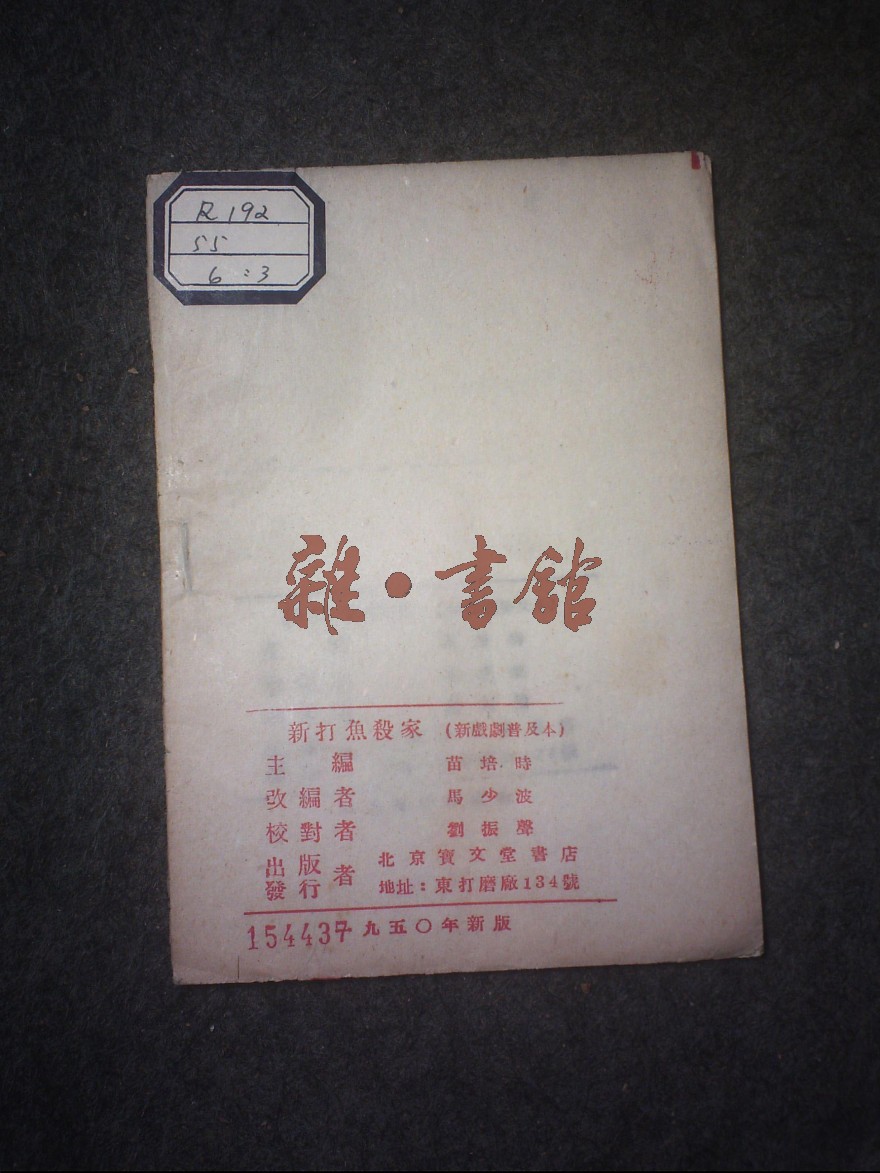 R 192
55
6 : 3
雜·書館
新打魚殺家 (新戲劇普及本)
主編 苗培時
改編者 馬少波
校對者 劉振聲
出版發行者 北京寶文堂書店
地址:東打磨廠134號
154437 九五〇年新版